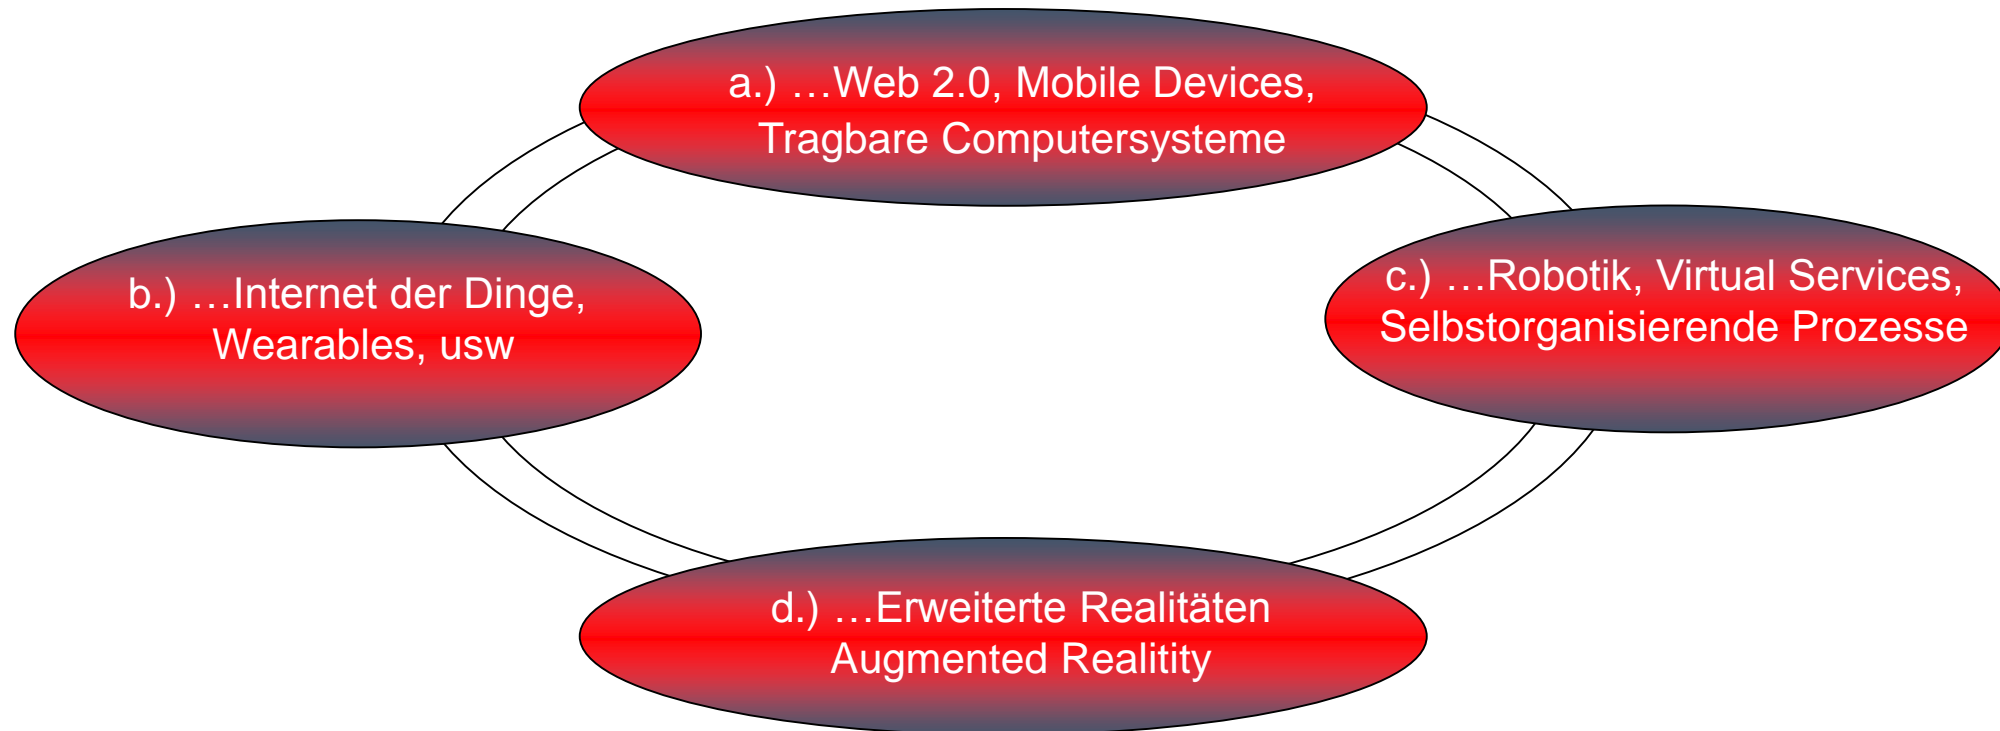 a.) …Web 2.0, Mobile Devices,
Tragbare Computersysteme
b.) …Internet der Dinge,
Wearables, usw
c.) …Robotik, Virtual Services,
Selbstorganisierende Prozesse
d.) …Erweiterte Realitäten
Augmented Realitity